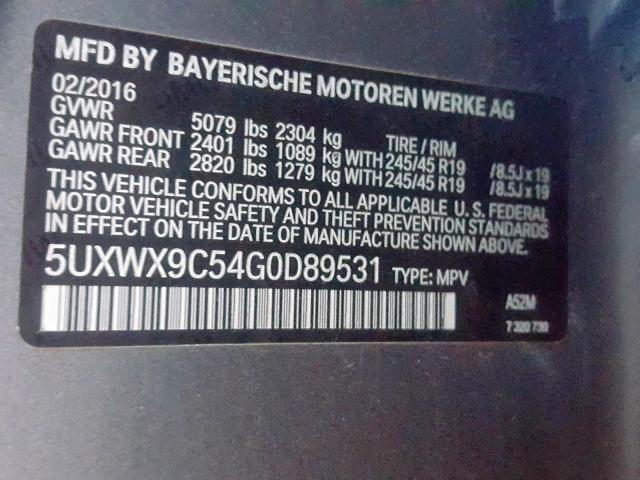 MFD BY BAYERISCHE MOTOREN WERKE AG
02/2016
GVWR 5079 lbs 2304 kg TIRE / RIM
GAWR FRONT 2401 lbs 1089 kg WITH 245/45 R19 /8.5J x 19
GAWR REAR 2820 lbs 1279 kg WITH 245/45 R19 /8.5J x 19
THIS VEHICLE CONFORMS TO ALL APPLICABLE U. S. FEDERAL
MOTOR VEHICLE SAFETY AND THEFT PREVENTION STANDARDS
IN EFFECT ON THE DATE OF MANUFACTURE SHOWN ABOVE.
5UXWX9C54G0D89531 TYPE: MPV
A52M
7 320 730